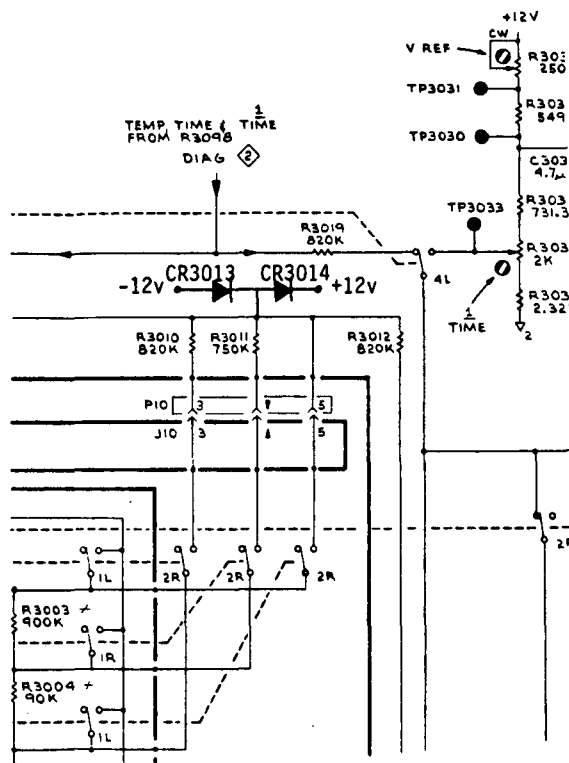 +12V
CW
V REF
R303
250
TP3031
R303
549
TP3030
C303
4.7µ
TEMP, TIME & 1/TIME
FROM R3098
DIAG 2
TP3033
R303
731.3
R3019
820K
R303
2K
4L
1/TIME
R303
2.32
2
CR3013
CR3014
-12v
+12v
R3010
820K
R3011
750K
R3012
820K
P10
3
5
J10
3
5
2R
1L
2R
2R
2R
R3003
900K
1R
R3004
90K
1L